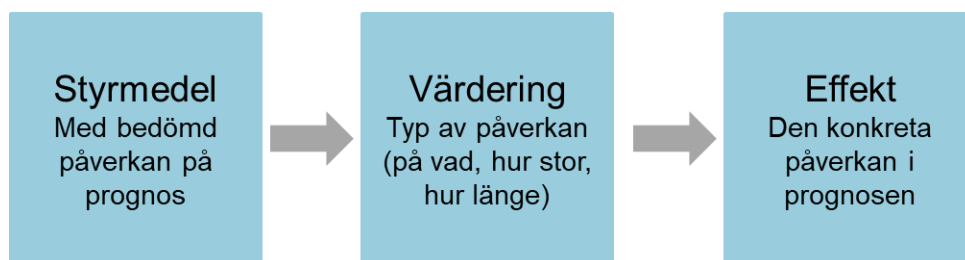 Styrmedel
Med bedömd
påverkan på
prognos
Värdering
Typ av påverkan
(på vad, hur stor,
hur länge)
Effekt
Den konkreta
påverkan i
prognosen